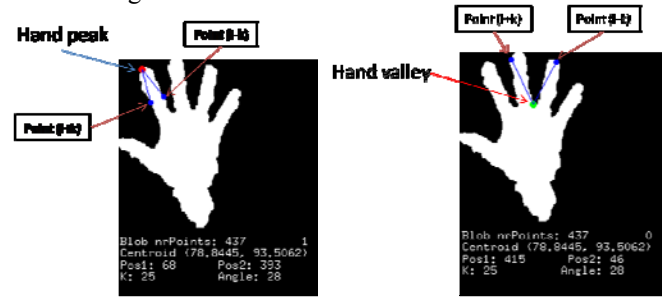 Hand peak
Point(i-k)
Point(i+k)
Blob nrPoints: 437 1
Centroid (78.8445, 93.5062)
Pos1: 68 Pos2: 393
K: 25 Angle: 28
Point(i+k)
Point(i-k)
Hand valley
Blob nrPoints: 437 0
Centroid (78.8445, 93.5062)
Pos1: 415 Pos2: 46
K: 25 Angle: 28